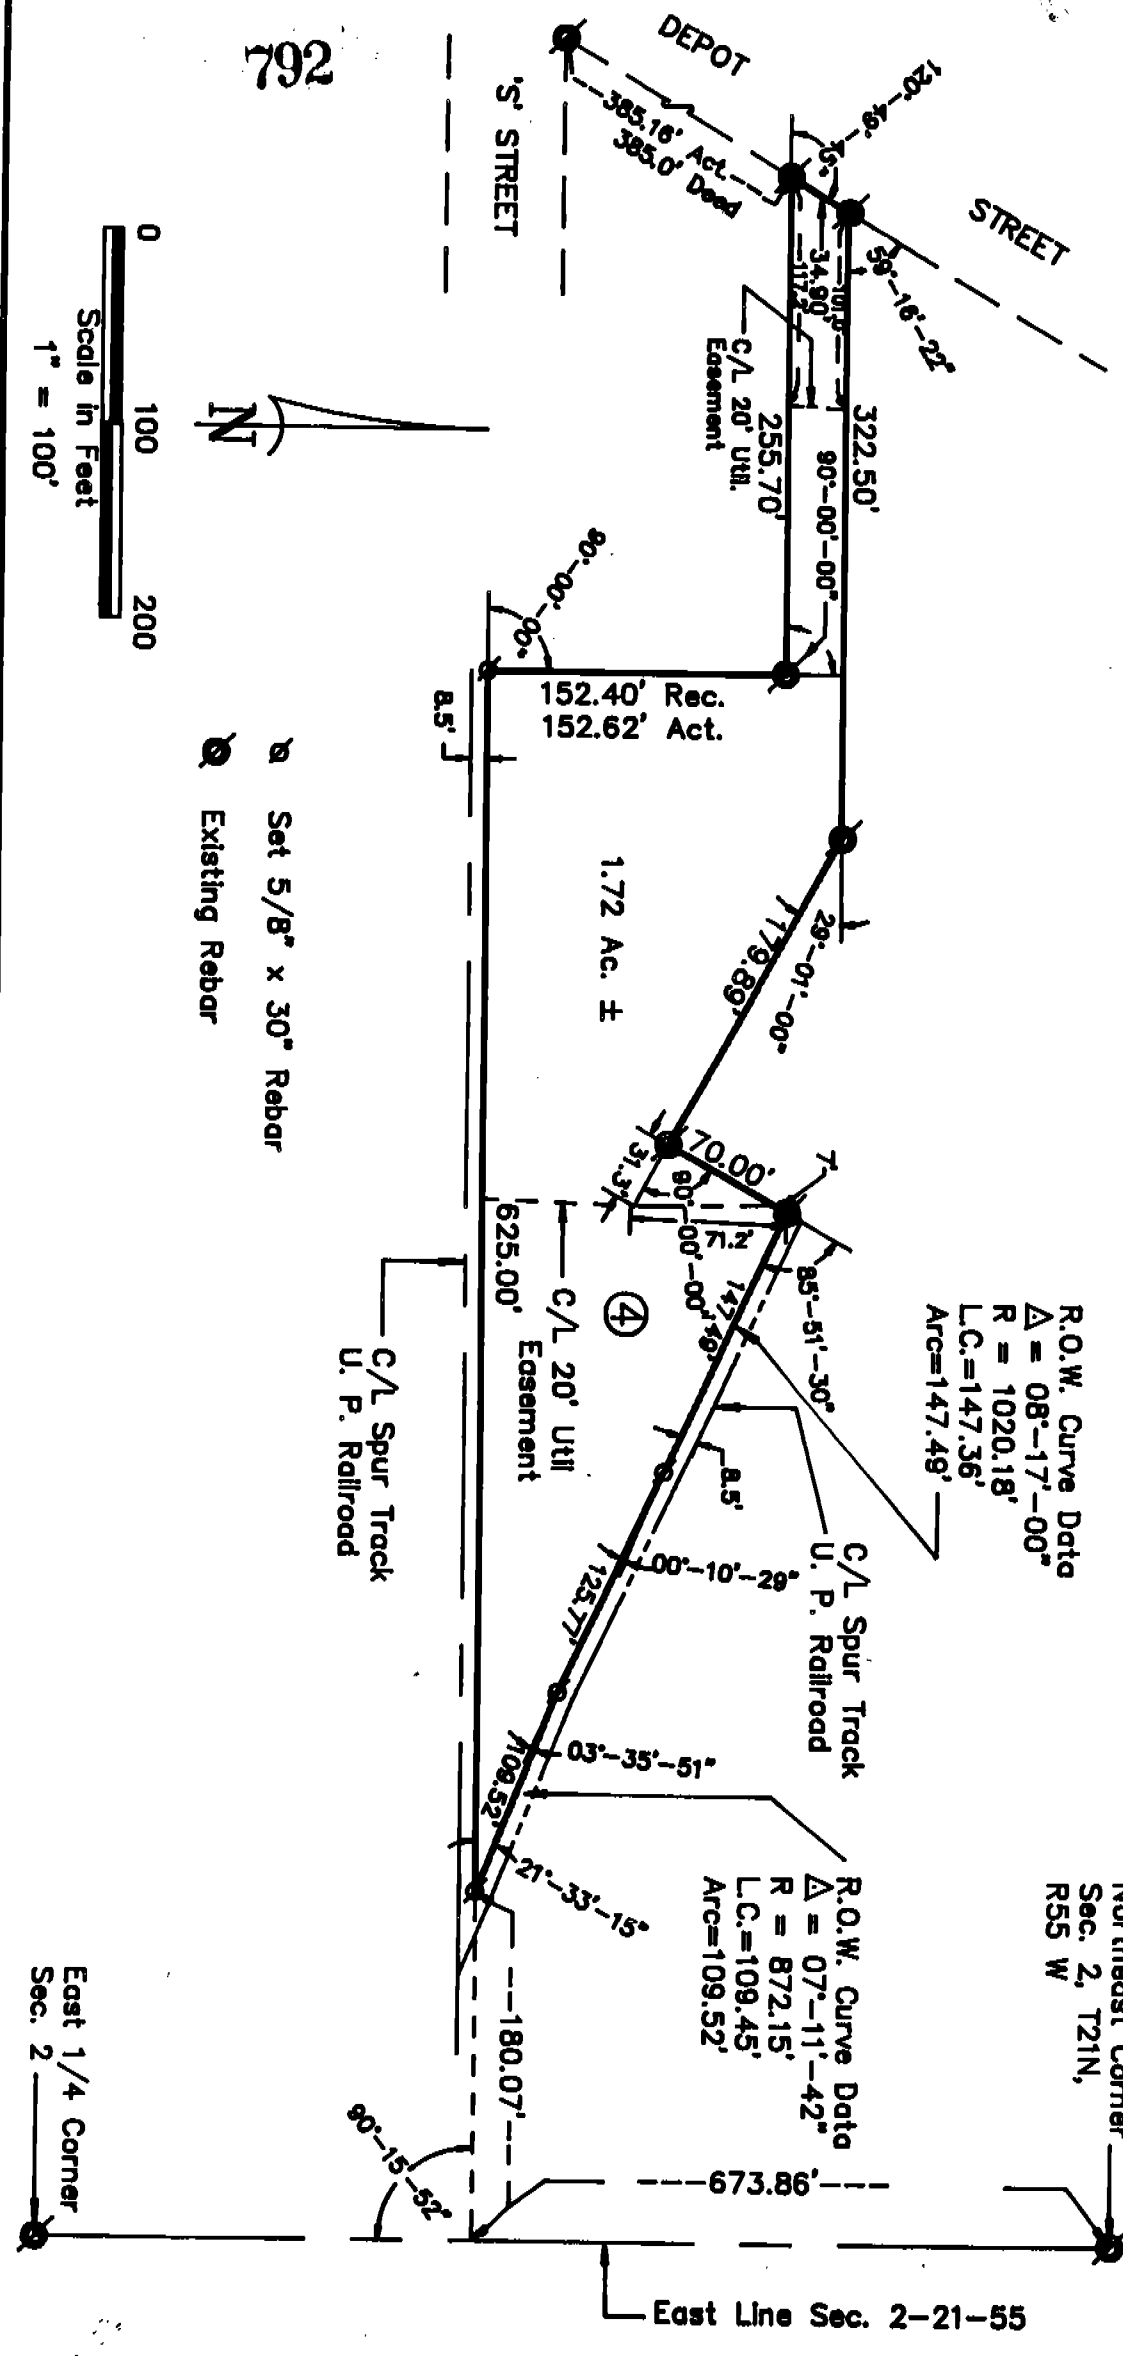 792
DEPOT
STREET
'S' STREET
385.16' Act.
385.0' Deed
120°-49'
59°-16'-22"
34.90'
117.2'
C/L 20' Util.
Easement
322.50'
255.70'
90°-00'-00"
90°-00'-00"
152.40' Rec.
152.62' Act.
8.5'
0 100 200
Scale in Feet
1" = 100'
N
Set 5/8" x 30" Rebar
Existing Rebar
1.72 Ac. ±
29°-01'-00"
179.89'
70.00'
31.3'
90°-00'-00"
71.2'
7'
85°-51'-30"
147.49'
R.O.W. Curve Data
Δ = 08°-17'-00"
R = 1020.18'
L.C.=147.36'
Arc=147.49'
C/L 20' Util
Easement
4
625.00'
C/L Spur Track
U. P. Railroad
8.5'
C/L Spur Track
U. P. Railroad
00°-10'-29"
125.77'
03°-35'-51"
109.52'
21°-33'-15"
R.O.W. Curve Data
Δ = 07°-11'-42"
R = 872.15'
L.C.=109.45'
Arc=109.52'
180.07'
Northeast Corner
Sec. 2, T21N,
R55 W
673.86'
90°-15'-52"
East 1/4 Corner
Sec. 2
East Line Sec. 2-21-55